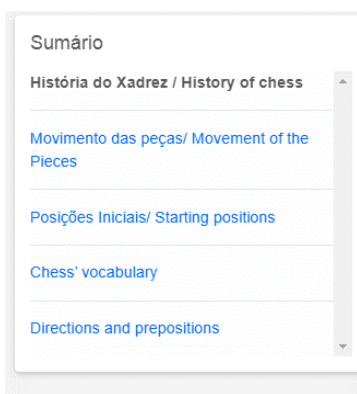 Sumário
História do Xadrez / History of chess
Movimento das peças/ Movement of the
Pieces
Posições Iniciais/ Starting positions
Chess' vocabulary
Directions and prepositions